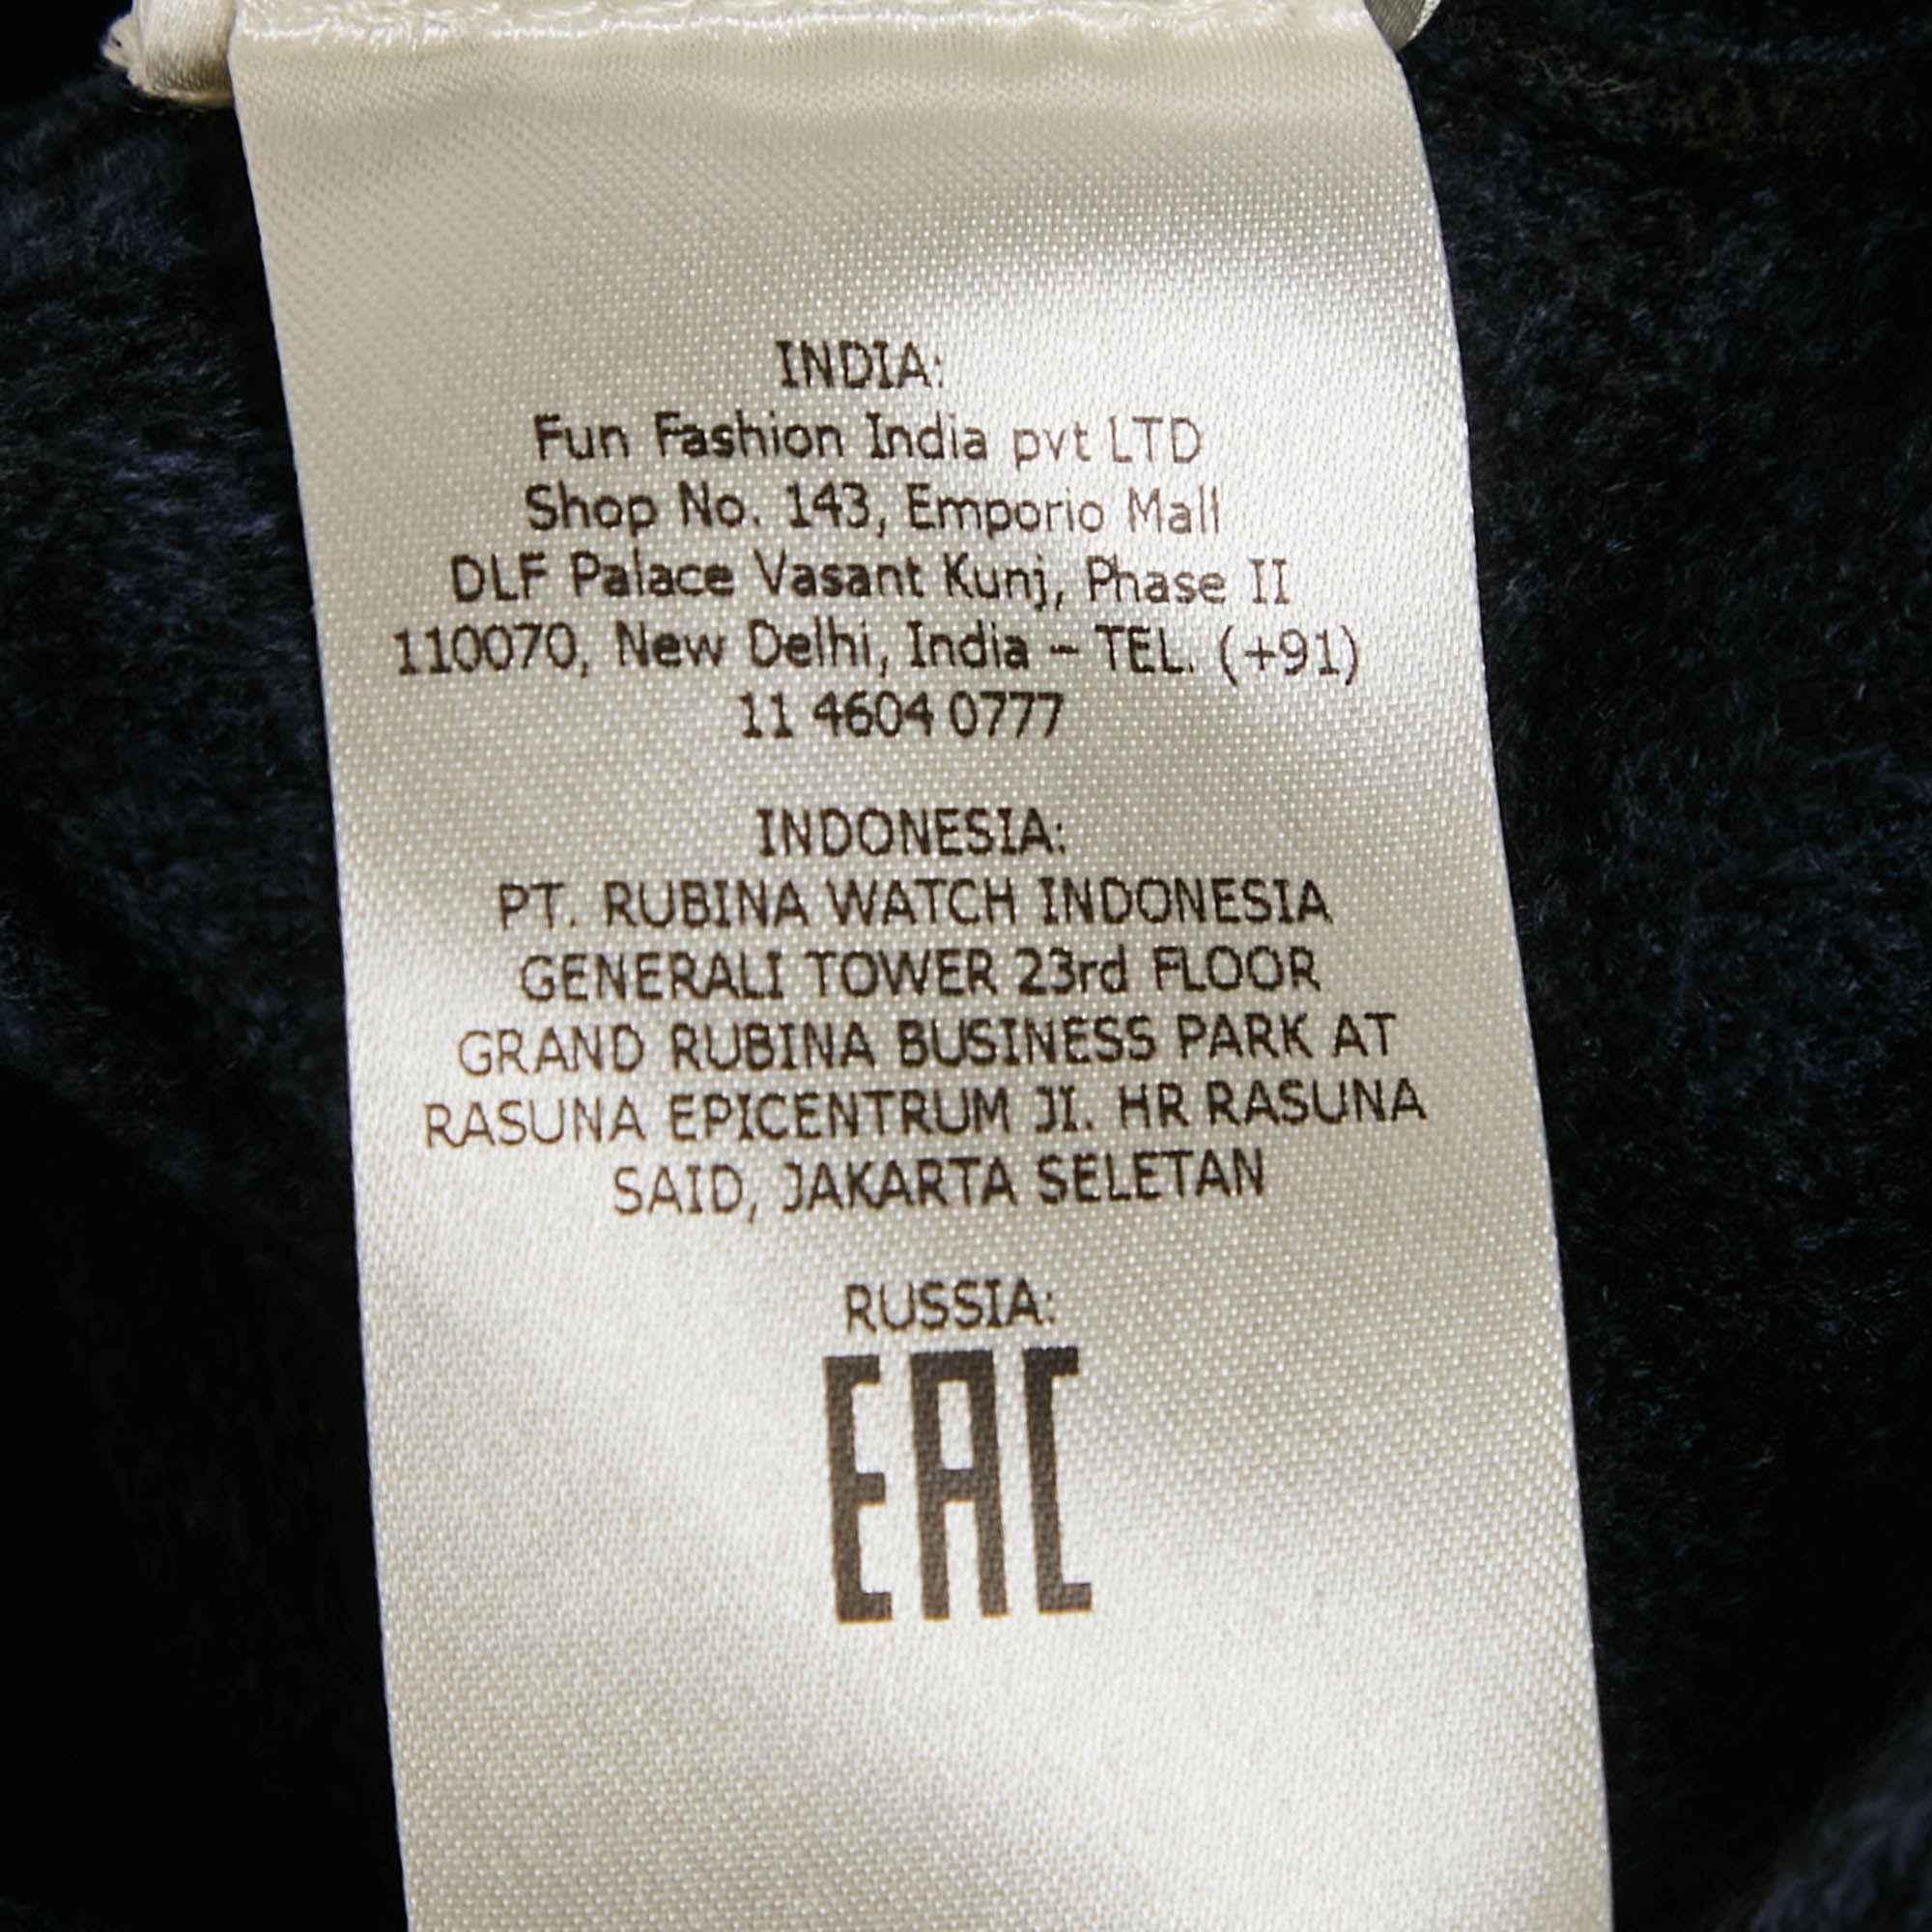 INDIA:
Fun Fashion India pvt LTD
Shop No. 143, Emporio Mall
DLF Palace Vasant Kunj, Phase II
110070, New Delhi, India – TEL. (+91)
11 4604 0777
INDONESIA:
PT. RUBINA WATCH INDONESIA
GENERALI TOWER 23rd FLOOR
GRAND RUBINA BUSINESS PARK AT
RASUNA EPICENTRUM JI. HR RASUNA
SAID, JAKARTA SELETAN
RUSSIA:
EAC